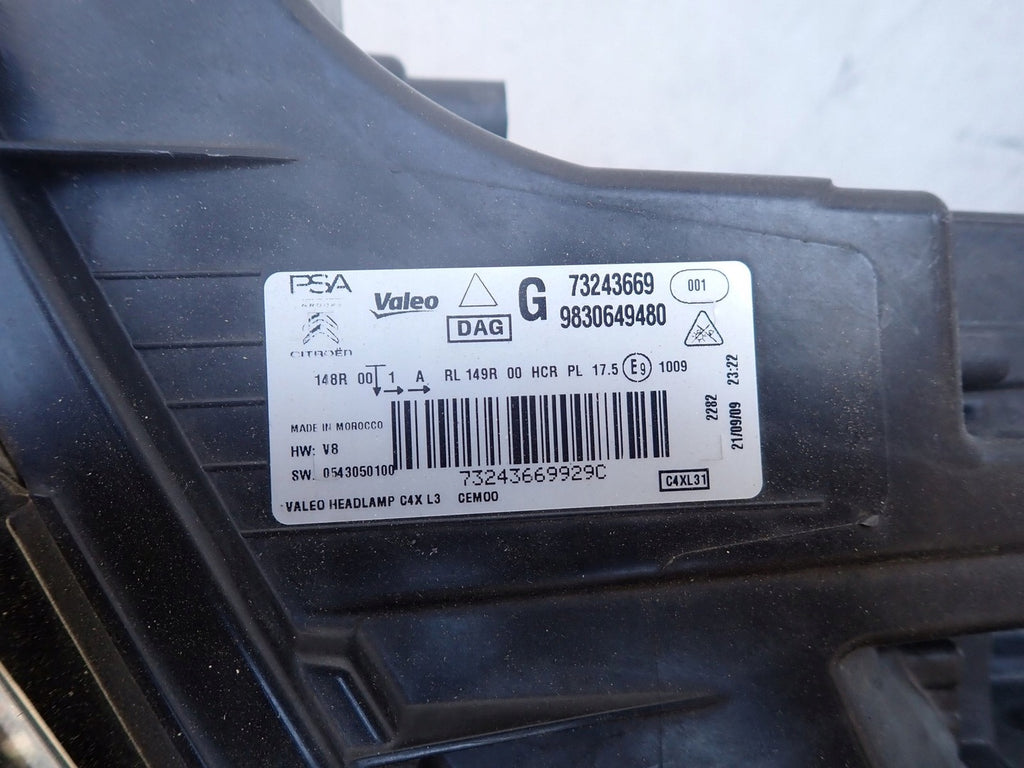 PSA
GROUPE
CITROËN
Valeo
DAG
G
73243669
9830649480
001
148R 00 1 A RL 149R 00 HCR PL 17.5 E9 1009
MADE IN MOROCCO
HW: V8
SW. 0543050100
73243669929C
2282
21/09/09 23:22
C4XL31
VALEO HEADLAMP C4X L3 CEM00